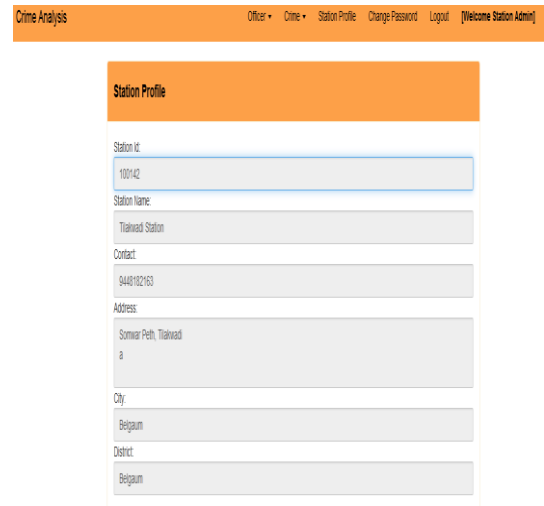 Crime Analysis Officer Crime Station Profile Change Password Logout [Welcome Station Admin]
Station Profile
Station Id:
100142
Station Name:
Tilakwadi Station
Contact:
9448182163
Address:
Somwar Peth, Tilakwadi
a
City:
Belgaum
District:
Belgaum